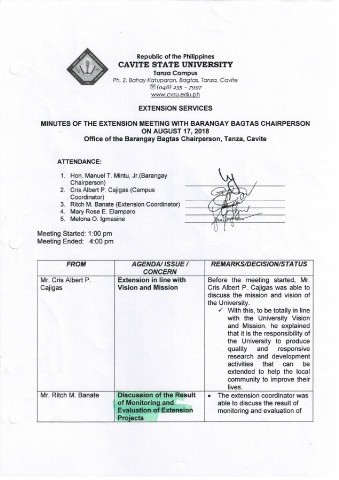 Republic of the Philippines
CAVITE STATE UNIVERSITY
Tanza Campus
Ph. 2, Bahay Katuparan, Bagtas, Tanza, Cavite
☎(046) 235 - 7997
www.cvsu.edu.ph
EXTENSION SERVICES
MINUTES OF THE EXTENSION MEETING WITH BARANGAY BAGTAS CHAIRPERSON
ON AUGUST 17, 2018
Office of the Barangay Bagtas Chairperson, Tanza, Cavite
ATTENDANCE:
1. Hon. Manuel T. Mintu, Jr.(Barangay
Chairperson)
2. Cris Albert P. Cajigas (Campus
Coordinator)
3. Ritch M. Banate (Extension Coordinator)
4. Mary Rose E. Elamparo
5. Melona O. Igmasine
Meeting Started: 1:00 pm
Meeting Ended: 4:00 pm
FROM AGENDA/ ISSUE / REMARKS/DECISION/STATUS
CONCERN
Mr. Cris Albert P. Extension in line with Before the meeting started, Mr.
Cajigas Vision and Mission Cris Albert P. Cajigas was able to
discuss the mission and vision of
the University.
✓ With this, to be totally in line
with the University Vision
and Mission, he explained
that it is the responsibility of
the University to produce
quality and responsive
research and development
activities that can be
extended to help the local
community to improve their
lives.
Mr. Ritch M. Banate Discussion of the Result • The extension coordinator was
of Monitoring and able to discuss the result of
Evaluation of Extension monitoring and evaluation of
Projects